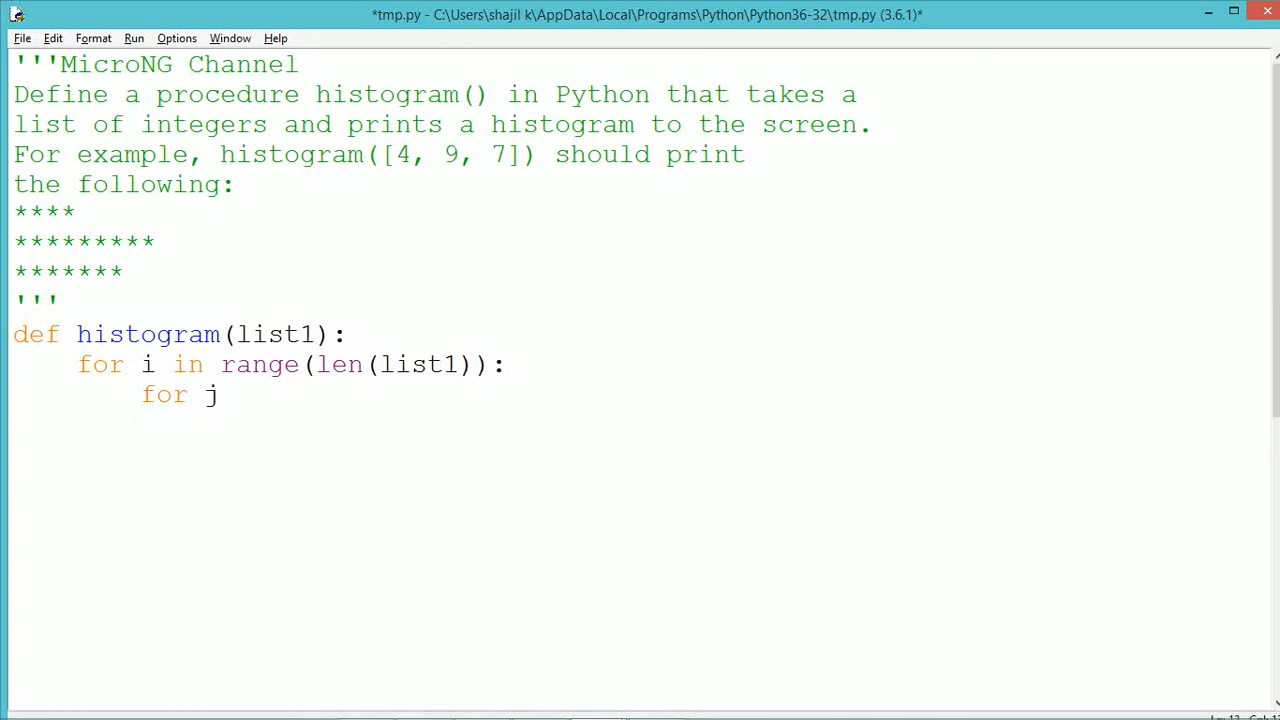 *tmp.py - C:\Users\shajil k\AppData\Local\Programs\Python\Python36-32\tmp.py (3.6.1)*
File Edit Format Run Options Window Help
'''MicroNG Channel
Define a procedure histogram() in Python that takes a
list of integers and prints a histogram to the screen.
For example, histogram([4, 9, 7]) should print
the following:
****
*********
*******
'''
def histogram(list1):
    for i in range(len(list1)):
        for j